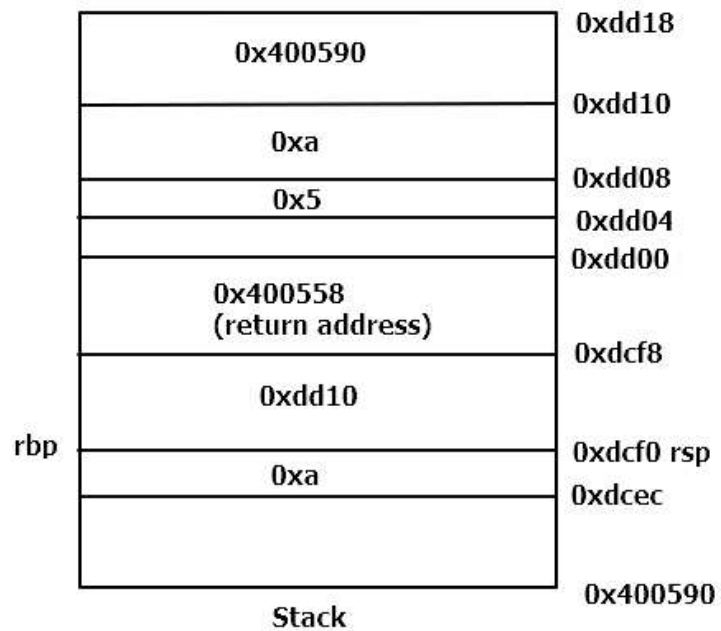 0xdd18
0x400590
0xdd10
0xa
0xdd08
0x5
0xdd04
0xdd00
0x400558
(return address)
0xdcf8
0xdd10
rbp
0xdcf0 rsp
0xa
0xdcec
0x400590
Stack